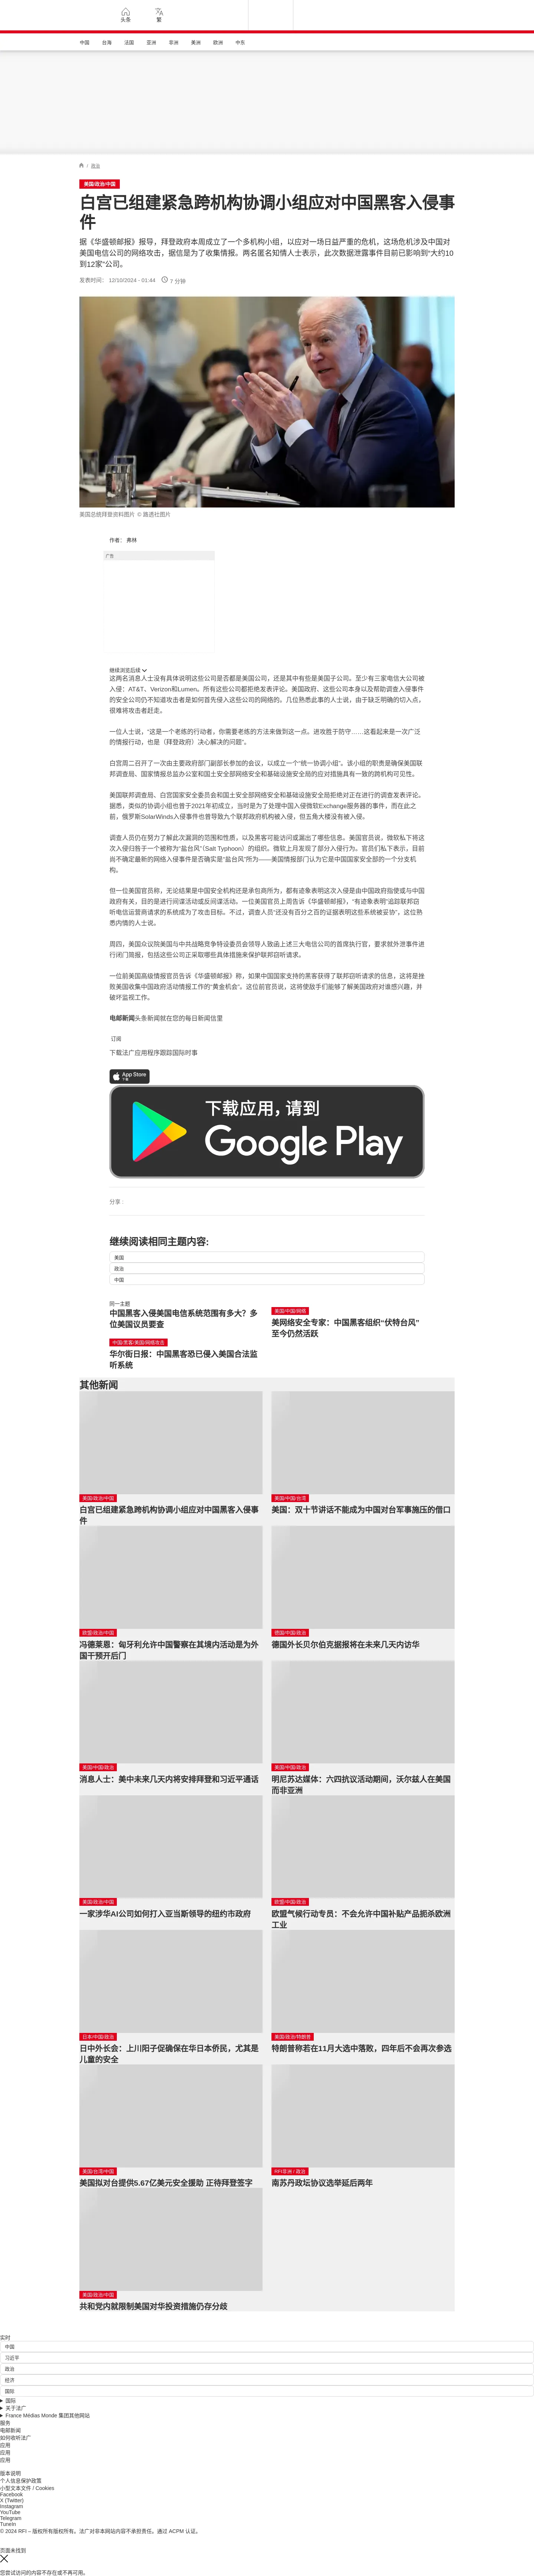 头条
繁
中国
台海
法国
亚洲
非洲
美洲
欧洲
中东
/ 政治
美国/政治/中国
白宫已组建紧急跨机构协调小组应对中国黑客入侵事
件
据《华盛顿邮报》报导，拜登政府本周成立了一个多机构小组，以应对一场日益严重的危机，这场危机涉及中国对
美国电信公司的网络攻击，据信是为了收集情报。两名匿名知情人士表示，此次数据泄露事件目前已影响到“大约10
到12家”公司。
发表时间： 12/10/2024 - 01:44 7 分钟
美国总统拜登资料图片 © 路透社图片
作者： 弗林
广告
继续浏览后续
这两名消息人士没有具体说明这些公司是否都是美国公司，还是其中有些是美国子公司。至少有三家电信大公司被
入侵：AT&T、Verizon和Lumen。所有这些公司都拒绝发表评论。美国政府、这些公司本身以及帮助调查入侵事件
的安全公司仍不知道攻击者是如何首先侵入这些公司的网络的。几位熟悉此事的人士说，由于缺乏明确的切入点，
很难将攻击者赶走。
一位人士说，“这是一个老练的行动者，你需要老练的方法来做到这一点。进攻胜于防守……这看起来是一次广泛
的情报行动，也是（拜登政府）决心解决的问题”。
白宫周二召开了一次由主要政府部门副部长参加的会议，以成立一个“统一协调小组”。该小组的职责是确保美国联
邦调查局、国家情报总监办公室和国土安全部网络安全和基础设施安全局的应对措施具有一致的跨机构可见性。
美国联邦调查局、白宫国家安全委员会和国土安全部网络安全和基础设施安全局拒绝对正在进行的调查发表评论。
据悉，类似的协调小组也曾于2021年初成立，当时是为了处理中国入侵微软Exchange服务器的事件，而在此之
前，俄罗斯SolarWinds入侵事件也曾导致九个联邦政府机构被入侵，但五角大楼没有被入侵。
调查人员仍在努力了解此次漏洞的范围和性质，以及黑客可能访问或漏出了哪些信息。美国官员说，微软私下将这
次入侵归咎于一个被称为“盐台风”（Salt Typhoon）的组织。微软上月发现了部分入侵行为。官员们私下表示，目前
尚不确定最新的网络入侵事件是否确实是“盐台风”所为——美国情报部门认为它是中国国家安全部的一个分支机
构。
但一位美国官员称，无论结果是中国安全机构还是承包商所为，都有迹象表明这次入侵是由中国政府指使或与中国
政府有关，目的是进行间谍活动或反间谍活动。一位美国官员上周告诉《华盛顿邮报》，“有迹象表明”追踪联邦窃
听电信运营商请求的系统成为了攻击目标。不过，调查人员“还没有百分之百的证据表明这些系统被妥协”，这位熟
悉内情的人士说。
周四，美国众议院美国与中共战略竞争特设委员会领导人致函上述三大电信公司的首席执行官，要求就外泄事件进
行闭门简报，包括这些公司正采取哪些具体措施来保护联邦窃听请求。
一位前美国高级情报官员告诉《华盛顿邮报》称，如果中国国家支持的黑客获得了联邦窃听请求的信息，这将是挫
败美国收集中国政府活动情报工作的“黄金机会”。这位前官员说，这将使敌手们能够了解美国政府对谁感兴趣，并
破坏监视工作。
电邮新闻头条新闻就在您的每日新闻信里
订阅
下载法广应用程序跟踪国际时事
App Store
下载应用，请到
Google Play
分享 :
继续阅读相同主题内容:
美国
政治
中国
同一主题
中国黑客入侵美国电信系统范围有多大？多
位美国议员要查
美国/中国/网络
美网络安全专家：中国黑客组织“伏特台风”
至今仍然活跃
中国/黑客/美国/网络攻击
华尔街日报：中国黑客恐已侵入美国合法监
听系统
其他新闻
美国/政治/中国
白宫已组建紧急跨机构协调小组应对中国黑客入侵事
件
美国/中国/台湾
美国：双十节讲话不能成为中国对台军事施压的借口
欧盟/政治/中国
冯德莱恩：匈牙利允许中国警察在其境内活动是为外
国干预开后门
德国/中国/政治
德国外长贝尔伯克据报将在未来几天内访华
美国/中国/政治
消息人士：美中未来几天内将安排拜登和习近平通话
美国/中国/政治
明尼苏达媒体：六四抗议活动期间，沃尔兹人在美国
而非亚洲
美国/政治/中国
一家涉华AI公司如何打入亚当斯领导的纽约市政府
欧盟/中国/政治
欧盟气候行动专员：不会允许中国补贴产品扼杀欧洲
工业
日本/中国/政治
日中外长会：上川阳子促确保在华日本侨民，尤其是
儿童的安全
美国/政治/特朗普
特朗普称若在11月大选中落败，四年后不会再次参选
美国/台湾/中国
美国拟对台提供5.67亿美元安全援助 正待拜登签字
RFI非洲 / 政治
南苏丹政坛协议选举延后两年
美国/政治/中国
共和党内就限制美国对华投资措施仍存分歧
实时
中国
习近平
政治
经济
国际
国际
关于法广
France Médias Monde 集团其他网站
服务
电邮新闻
如何收听法广
应用
应用
应用
版本说明
个人信息保护政策
小型文本文件 / Cookies
Facebook
X (Twitter)
Instagram
YouTube
Telegram
TuneIn
© 2024 RFI – 版权所有版权所有。法广对非本网站内容不承担责任。通过 ACPM 认证。
页面未找到
您尝试访问的内容不存在或不再可用。